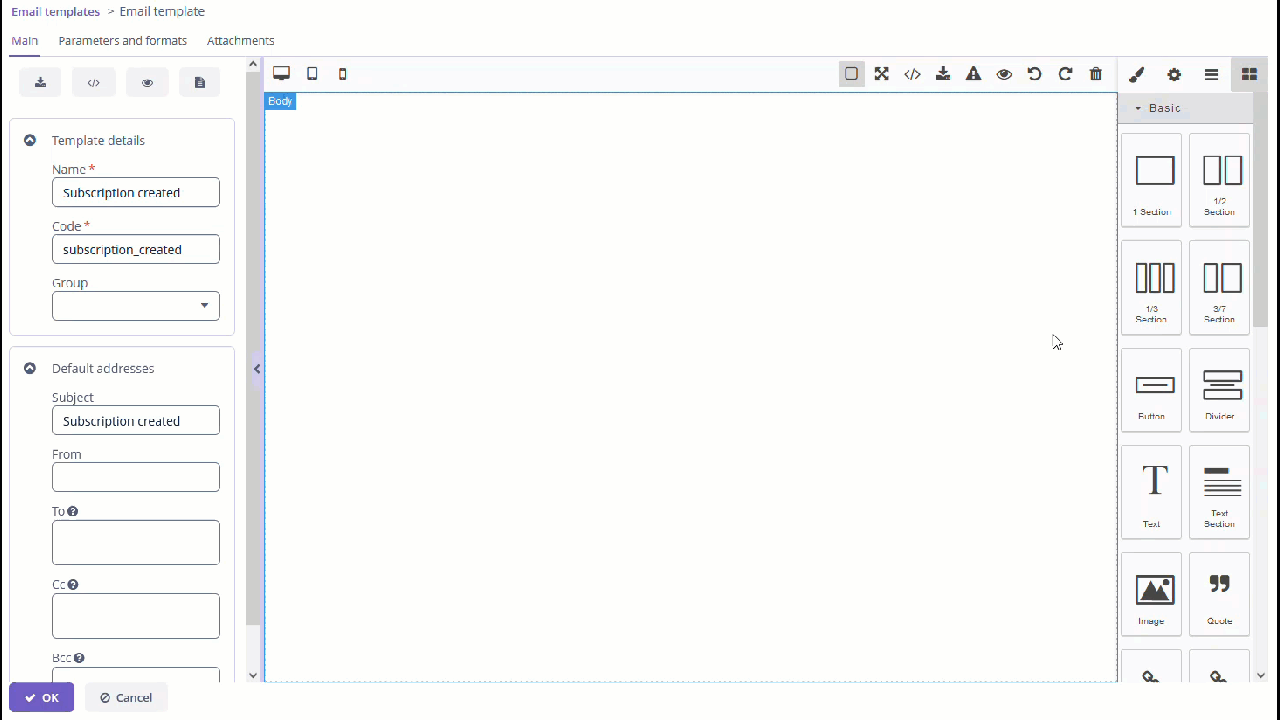 Email templates > Email template
Main Parameters and formats Attachments
Template details
Name *
Subscription created
Code *
subscription_created
Group
Default addresses
Subject
Subscription created
From
To
Cc
Bcc
OK Cancel
Body
Basic
1 Section
1/2
Section
1/3
Section
3/7
Section
Button
Divider
Text
Text
Section
Image
Quote